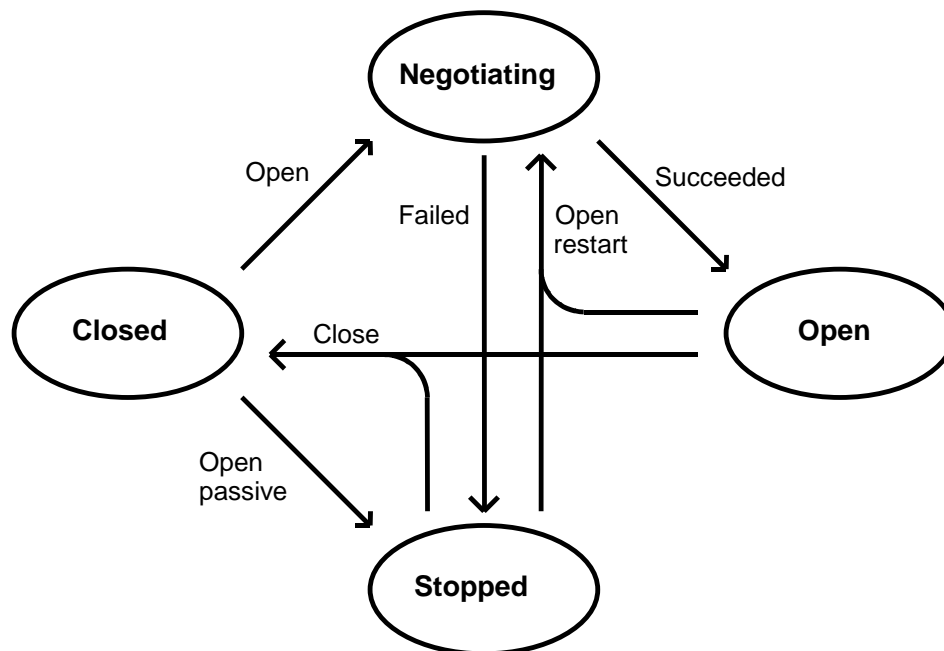 Negotiating
Open
Succeeded
Failed
Open
restart
Closed
Close
Open
Open
passive
Stopped